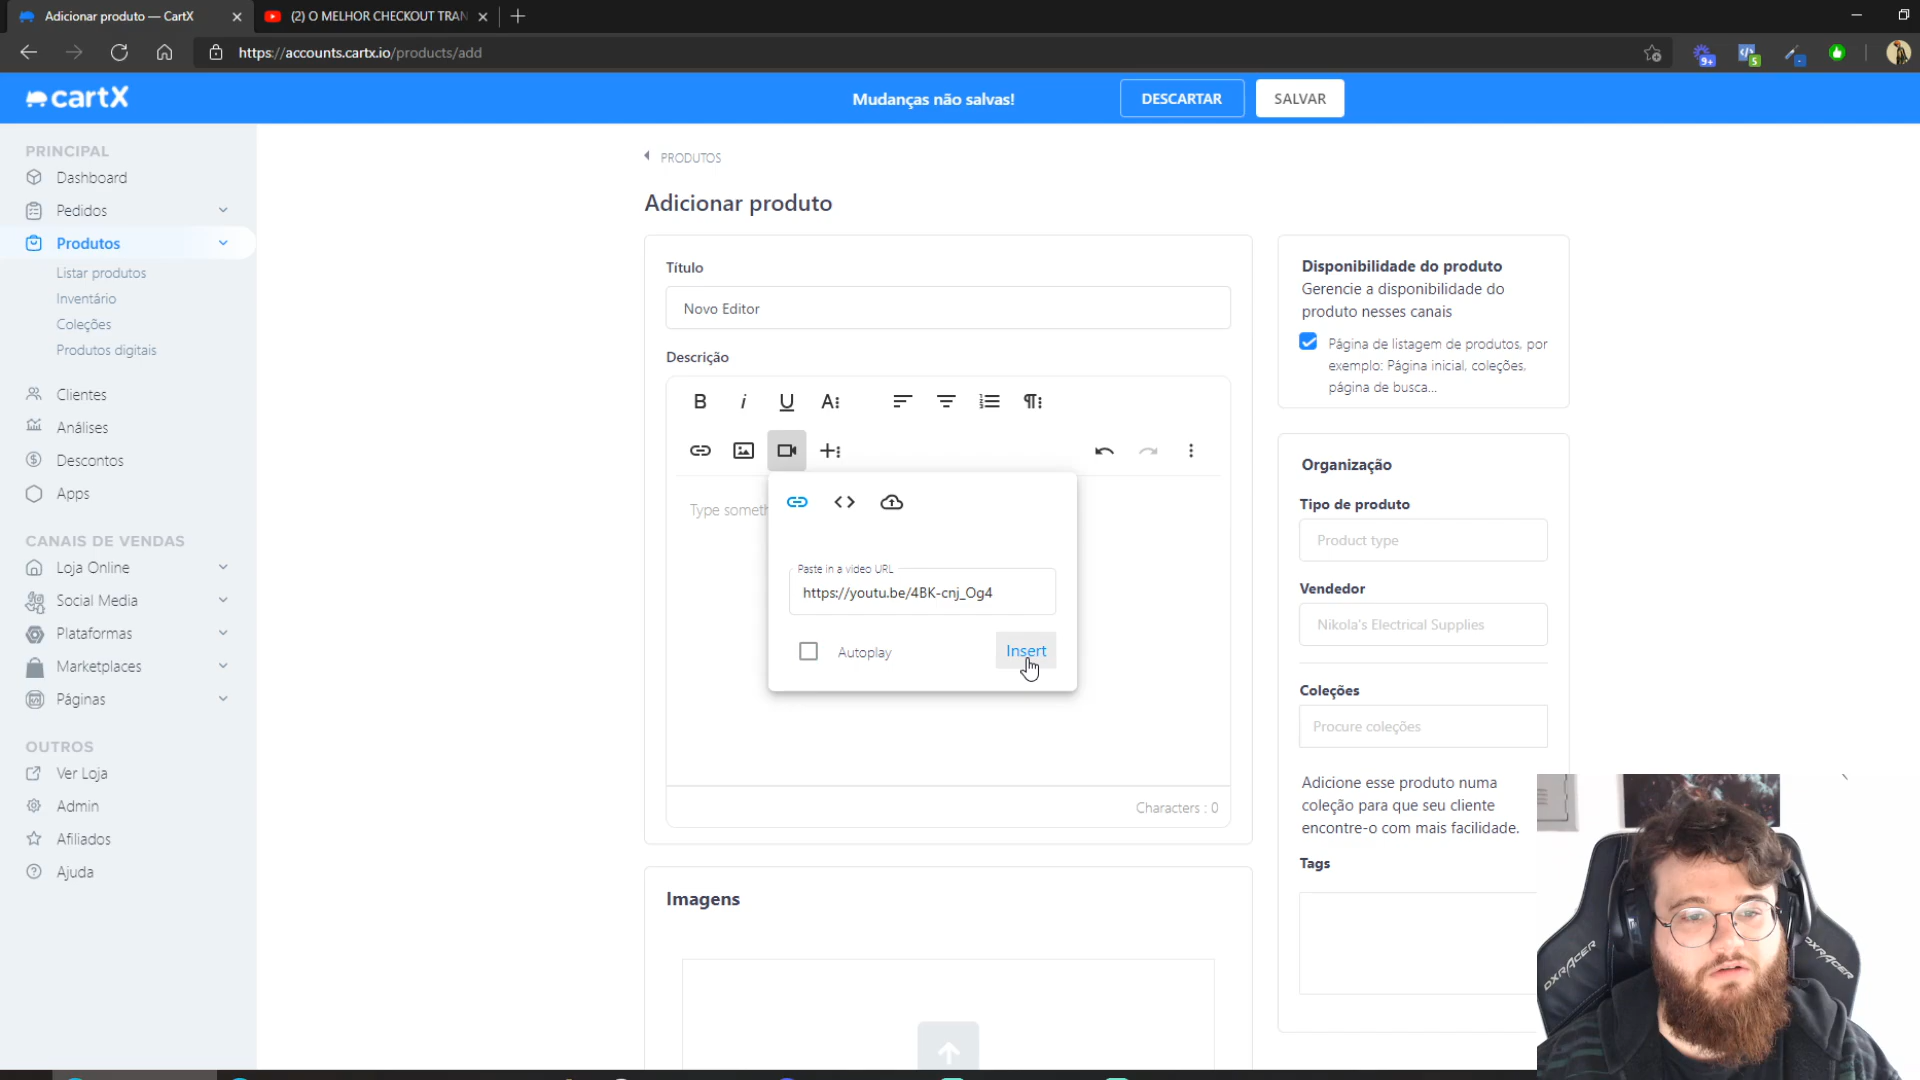 Adicionar produto — CartX
(2) O MELHOR CHECKOUT TRAN
https://accounts.cartx.io/products/add
9+
5
cartX
Mudanças não salvas!
DESCARTAR
SALVAR
PRINCIPAL
Dashboard
Pedidos
Produtos
Listar produtos
Inventário
Coleções
Produtos digitais
Clientes
Análises
Descontos
Apps
CANAIS DE VENDAS
Loja Online
Social Media
Plataformas
Marketplaces
Páginas
OUTROS
Ver Loja
Admin
Afiliados
Ajuda
PRODUTOS
Adicionar produto
Título
Novo Editor
Descrição
Type someth
Paste in a video URL
https://youtu.be/4BK-cnj_Og4
Autoplay
Insert
Characters : 0
Imagens
Disponibilidade do produto
Gerencie a disponibilidade do
produto nesses canais
Página de listagem de produtos, por
exemplo: Página inicial, coleções,
página de busca...
Organização
Tipo de produto
Product type
Vendedor
Nikola's Electrical Supplies
Coleções
Procure coleções
Adicione esse produto numa
coleção para que seu cliente
encontre-o com mais facilidade.
Tags
DXRACER
DXRACER